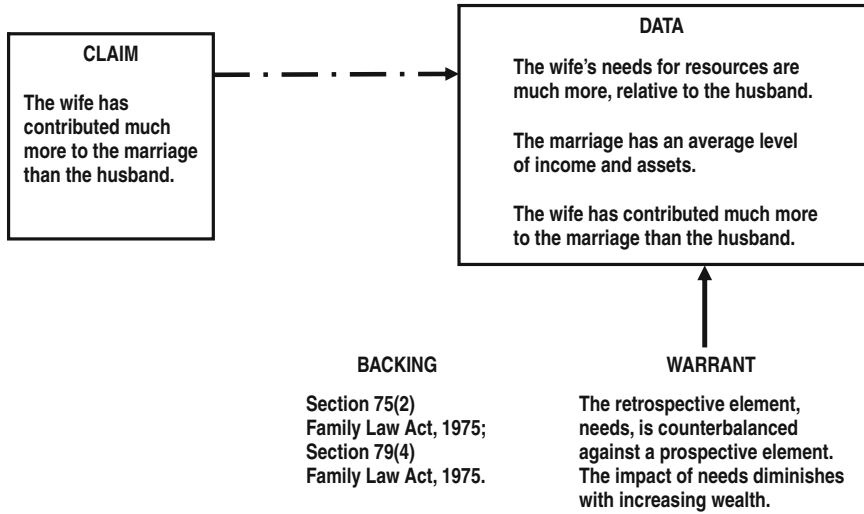 CLAIM
The wife has
contributed much
more to the marriage
than the husband.
DATA
The wife’s needs for resources are
much more, relative to the husband.
The marriage has an average level
of income and assets.
The wife has contributed much more
to the marriage than the husband.
BACKING
Section 75(2)
Family Law Act, 1975;
Section 79(4)
Family Law Act, 1975.
WARRANT
The retrospective element,
needs, is counterbalanced
against a prospective element.
The impact of needs diminishes
with increasing wealth.